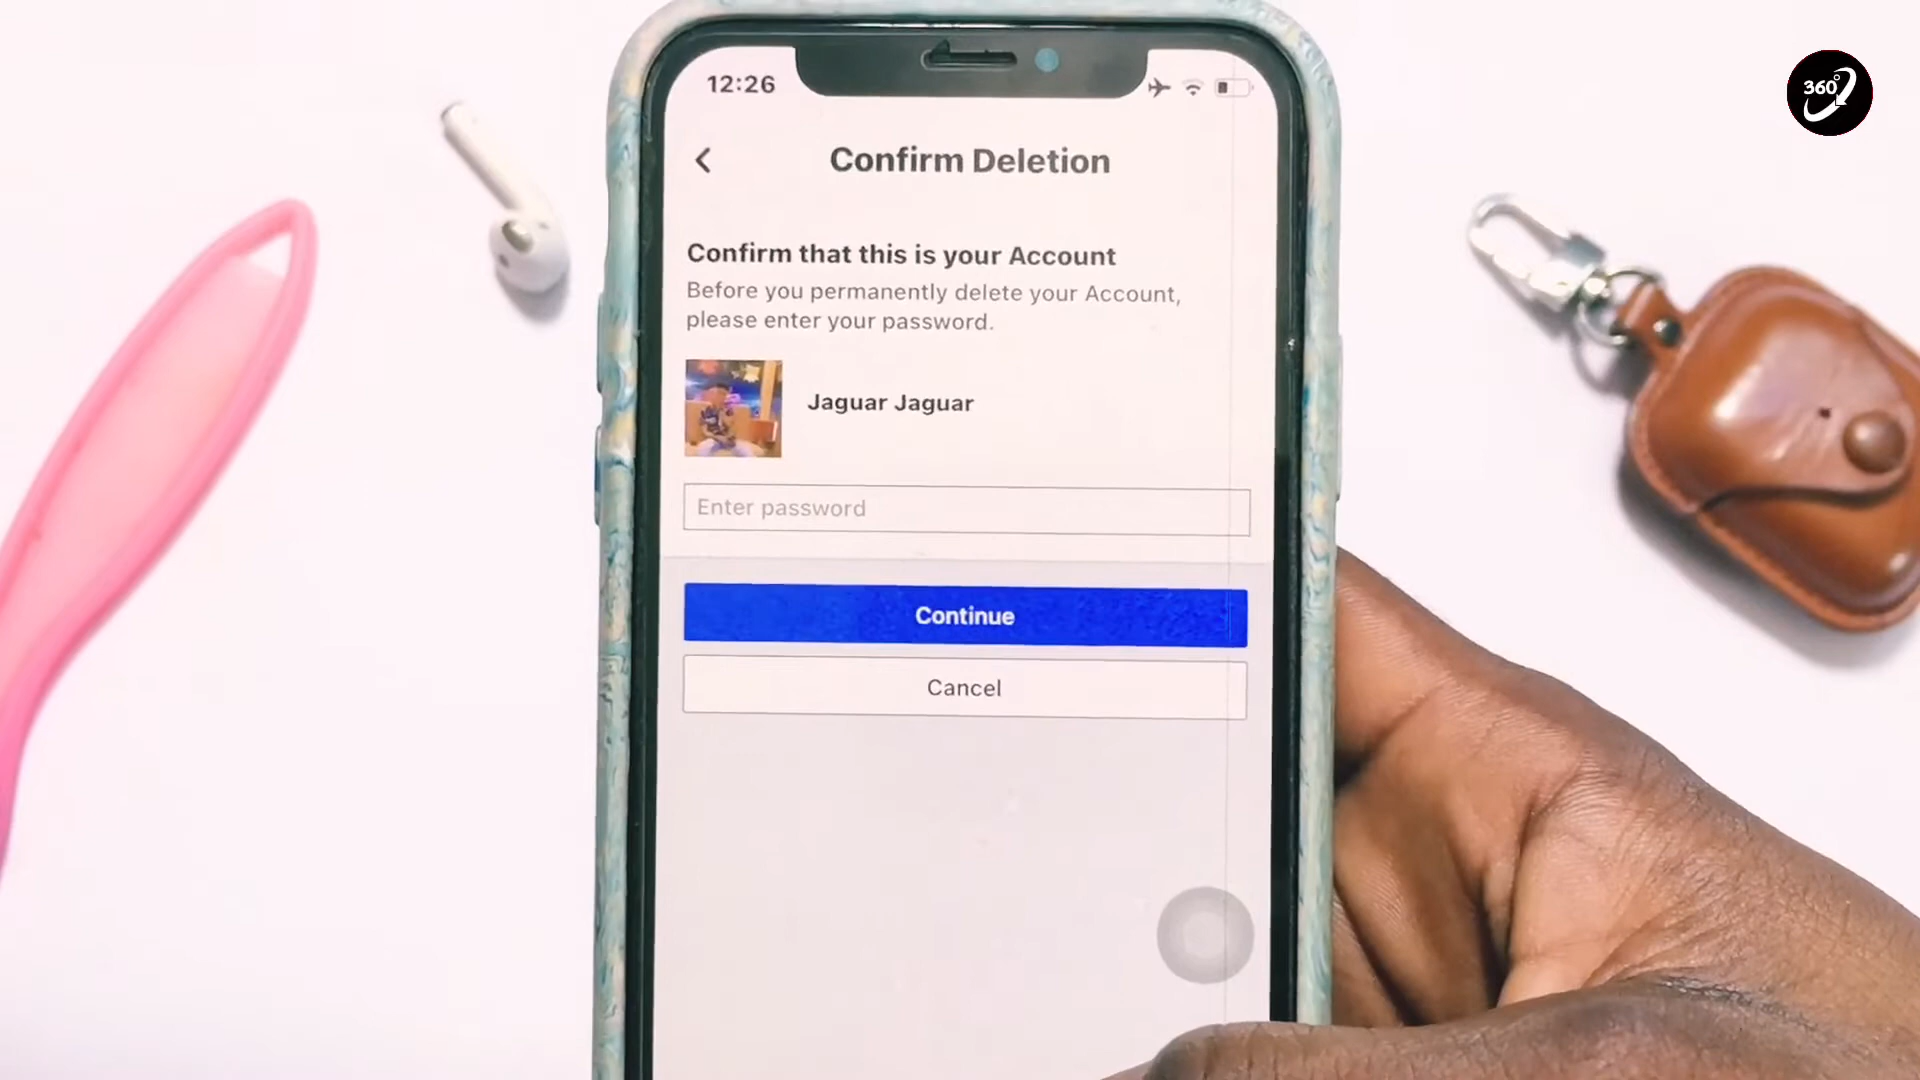 360°
12:26
Confirm Deletion
Confirm that this is your Account
Before you permanently delete your Account,
please enter your password.
Jaguar Jaguar
Enter password
Continue
Cancel